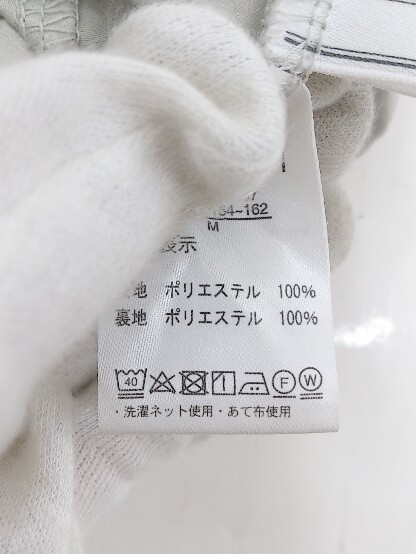 154~162
M
表示
地 ポリエステル 100%
裏地 ポリエステル 100%
40 F W
・洗濯ネット使用・あて布使用